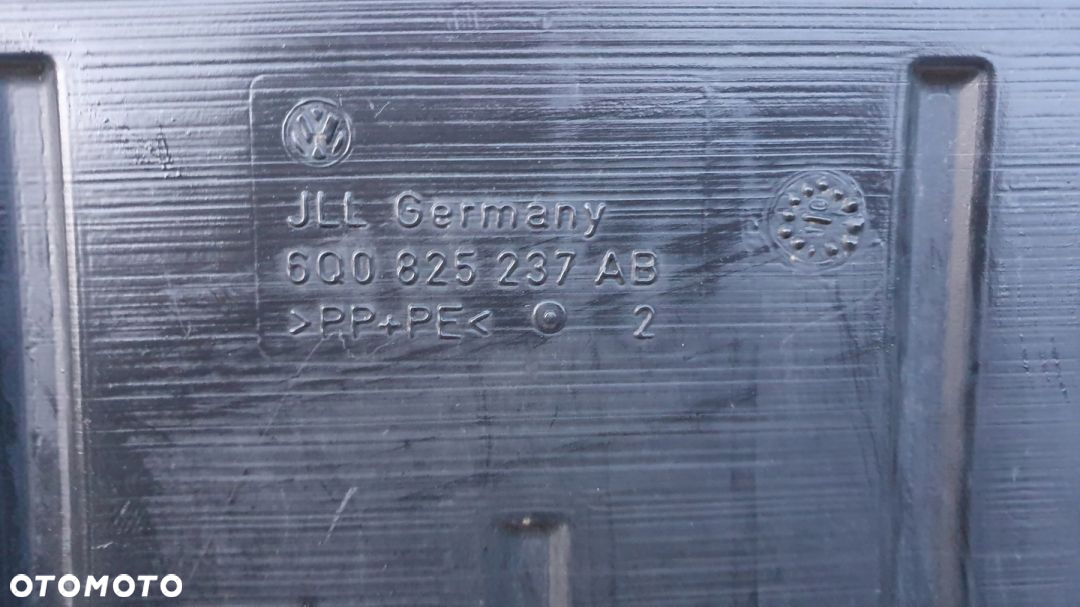 JLL Germany
6Q0 825 237 AB
>PP+PE< 2
OTOMOTO